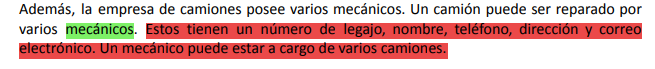 Además, la empresa de camiones posee varios mecánicos. Un camión puede ser reparado por
varios mecánicos. Estos tienen un número de legajo, nombre, teléfono, dirección y correo
electrónico. Un mecánico puede estar a cargo de varios camiones.